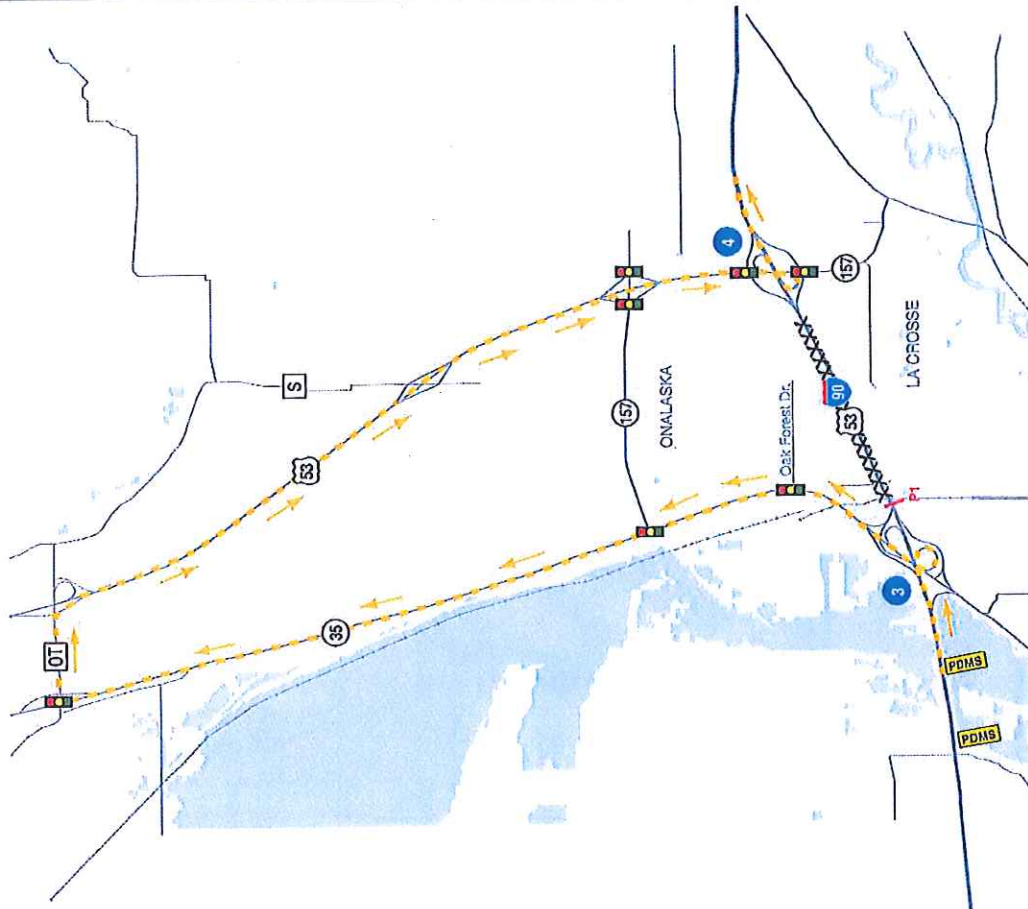 OT
S
53
35
157
ONALASKA
Oak Forest Dr.
4
157
90
53
LA CROSSE
P1
3
PDMS
PDMS